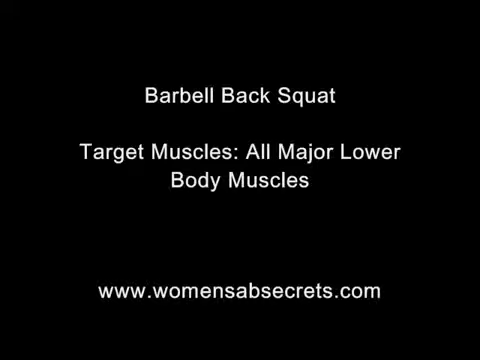 Barbell Back Squat
Target Muscles: All Major Lower
Body Muscles
www.womensabsecrets.com